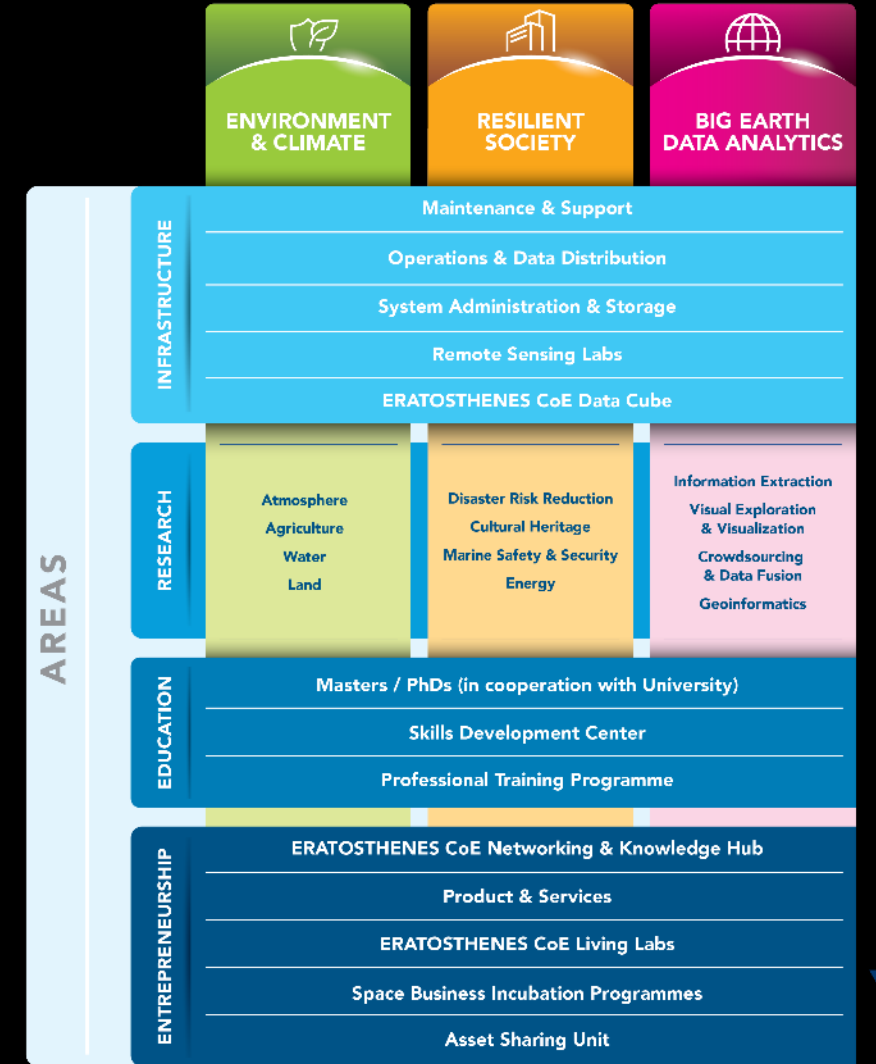 ENVIRONMENT
& CLIMATE
RESILIENT
SOCIETY
BIG EARTH
DATA ANALYTICS
AREAS
INFRASTRUCTURE
Maintenance & Support
Operations & Data Distribution
System Administration & Storage
Remote Sensing Labs
ERATOSTHENES CoE Data Cube
RESEARCH
Atmosphere
Agriculture
Water
Land
Disaster Risk Reduction
Cultural Heritage
Marine Safety & Security
Energy
Information Extraction
Visual Exploration
& Visualization
Crowdsourcing
& Data Fusion
Geoinformatics
EDUCATION
Masters / PhDs (in cooperation with University)
Skills Development Center
Professional Training Programme
ENTREPRENEURSHIP
ERATOSTHENES CoE Networking & Knowledge Hub
Product & Services
ERATOSTHENES CoE Living Labs
Space Business Incubation Programmes
Asset Sharing Unit